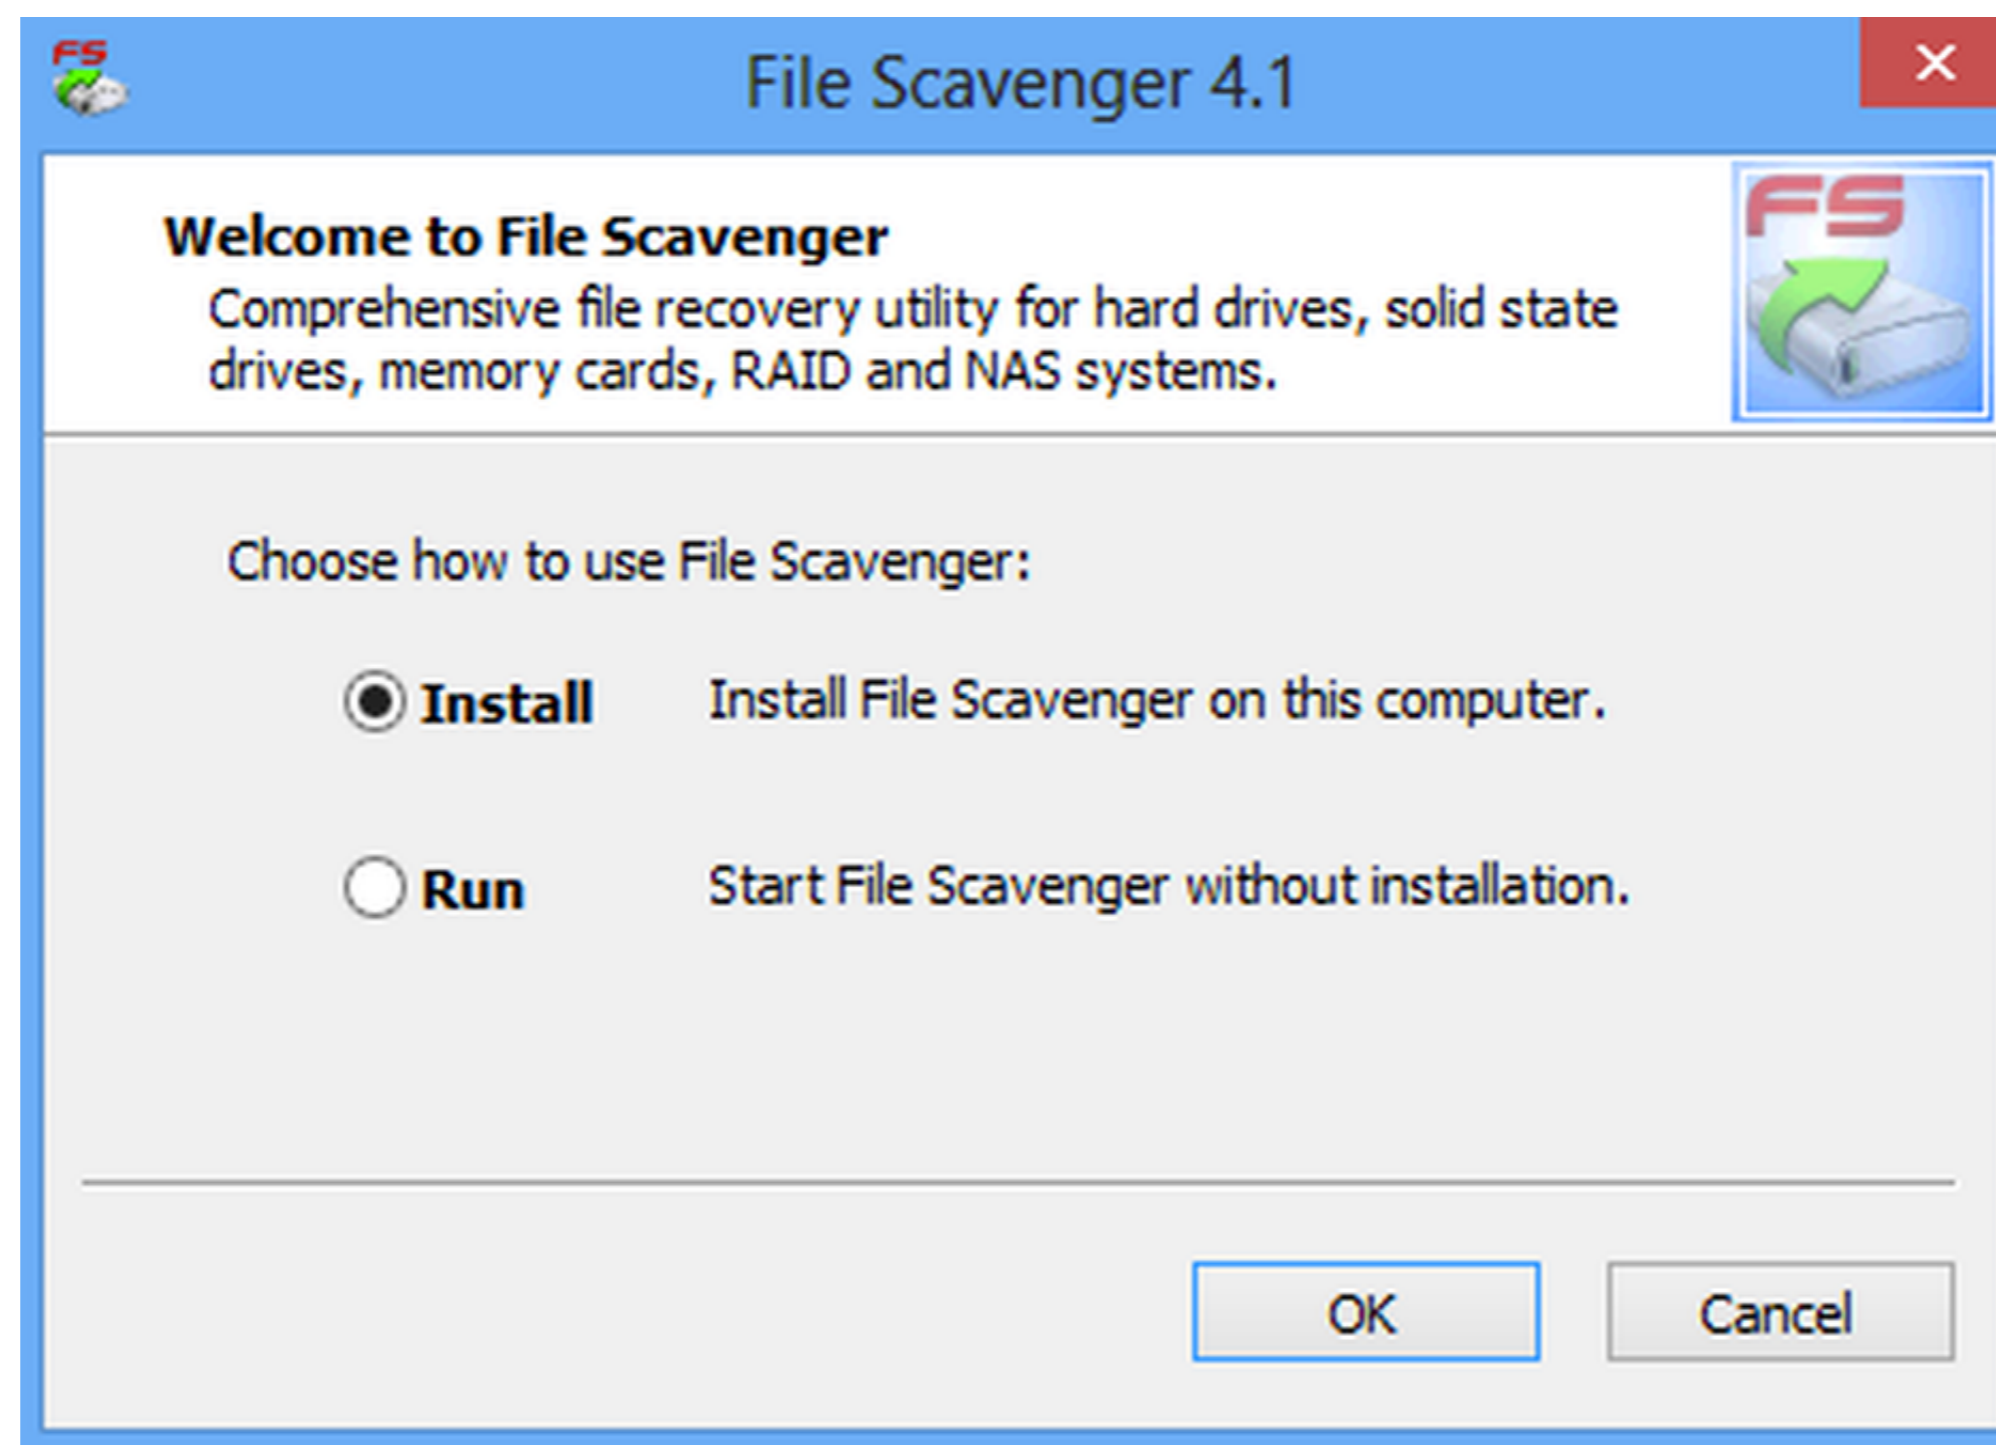 FS
File Scavenger 4.1
Welcome to File Scavenger
FS
Comprehensive file recovery utility for hard drives, solid state
drives, memory cards, RAID and NAS systems.
Choose how to use File Scavenger:
Install Install File Scavenger on this computer.
Run Start File Scavenger without installation.
OK Cancel